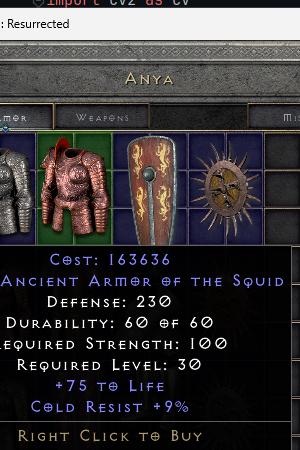 import cv2 as cv
: Resurrected
Anya
mor
Weapons
Mis
Cost: 163636
Ancient Armor of the Squid
Defense: 230
Durability: 60 of 60
equired Strength: 100
Required Level: 30
+75 to Life
Cold Resist +9%
Right Click to Buy